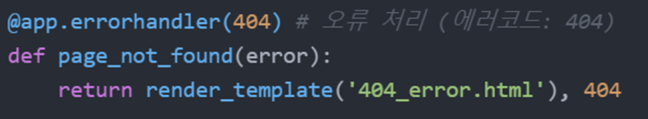 @app.errorhandler(404) # 오류 처리 (에러코드: 404)
def page_not_found(error):
    return render_template('404_error.html'), 404